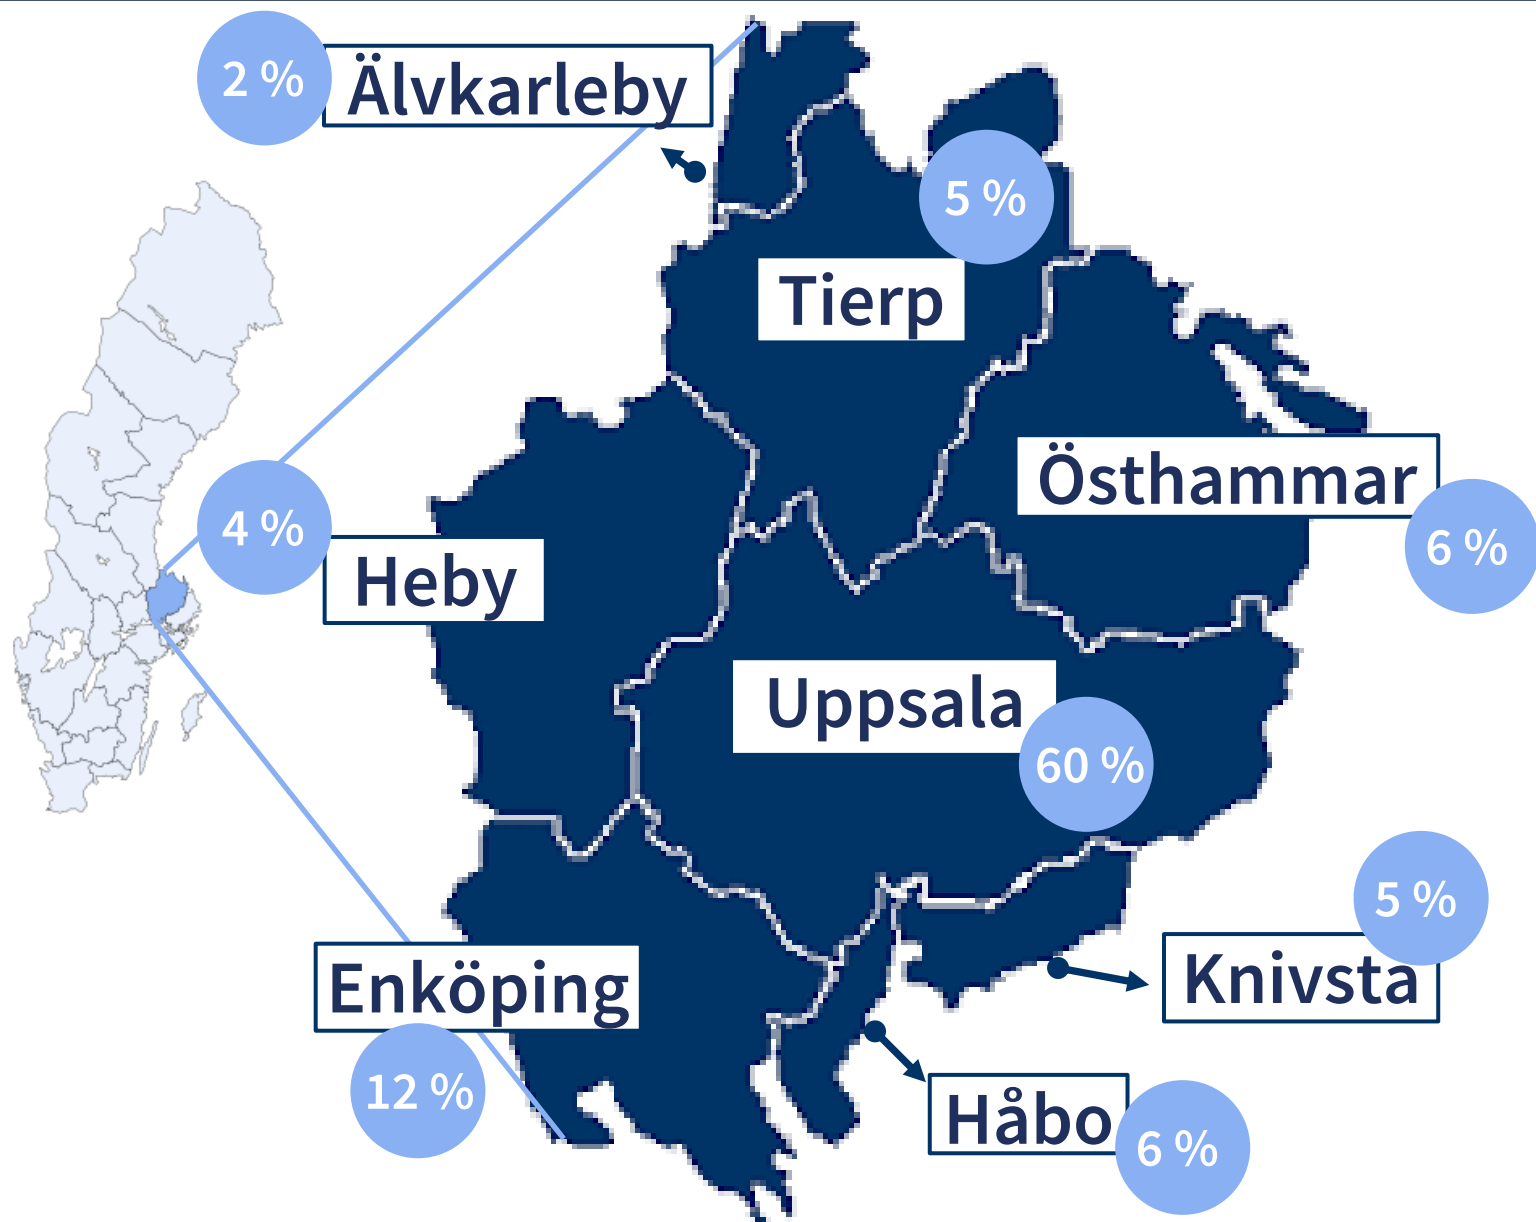 2 %
Älvkarleby
5 %
Tierp
Östhammar
6 %
4 %
Heby
Uppsala
60 %
5 %
Knivsta
Enköping
12 %
Håbo
6 %